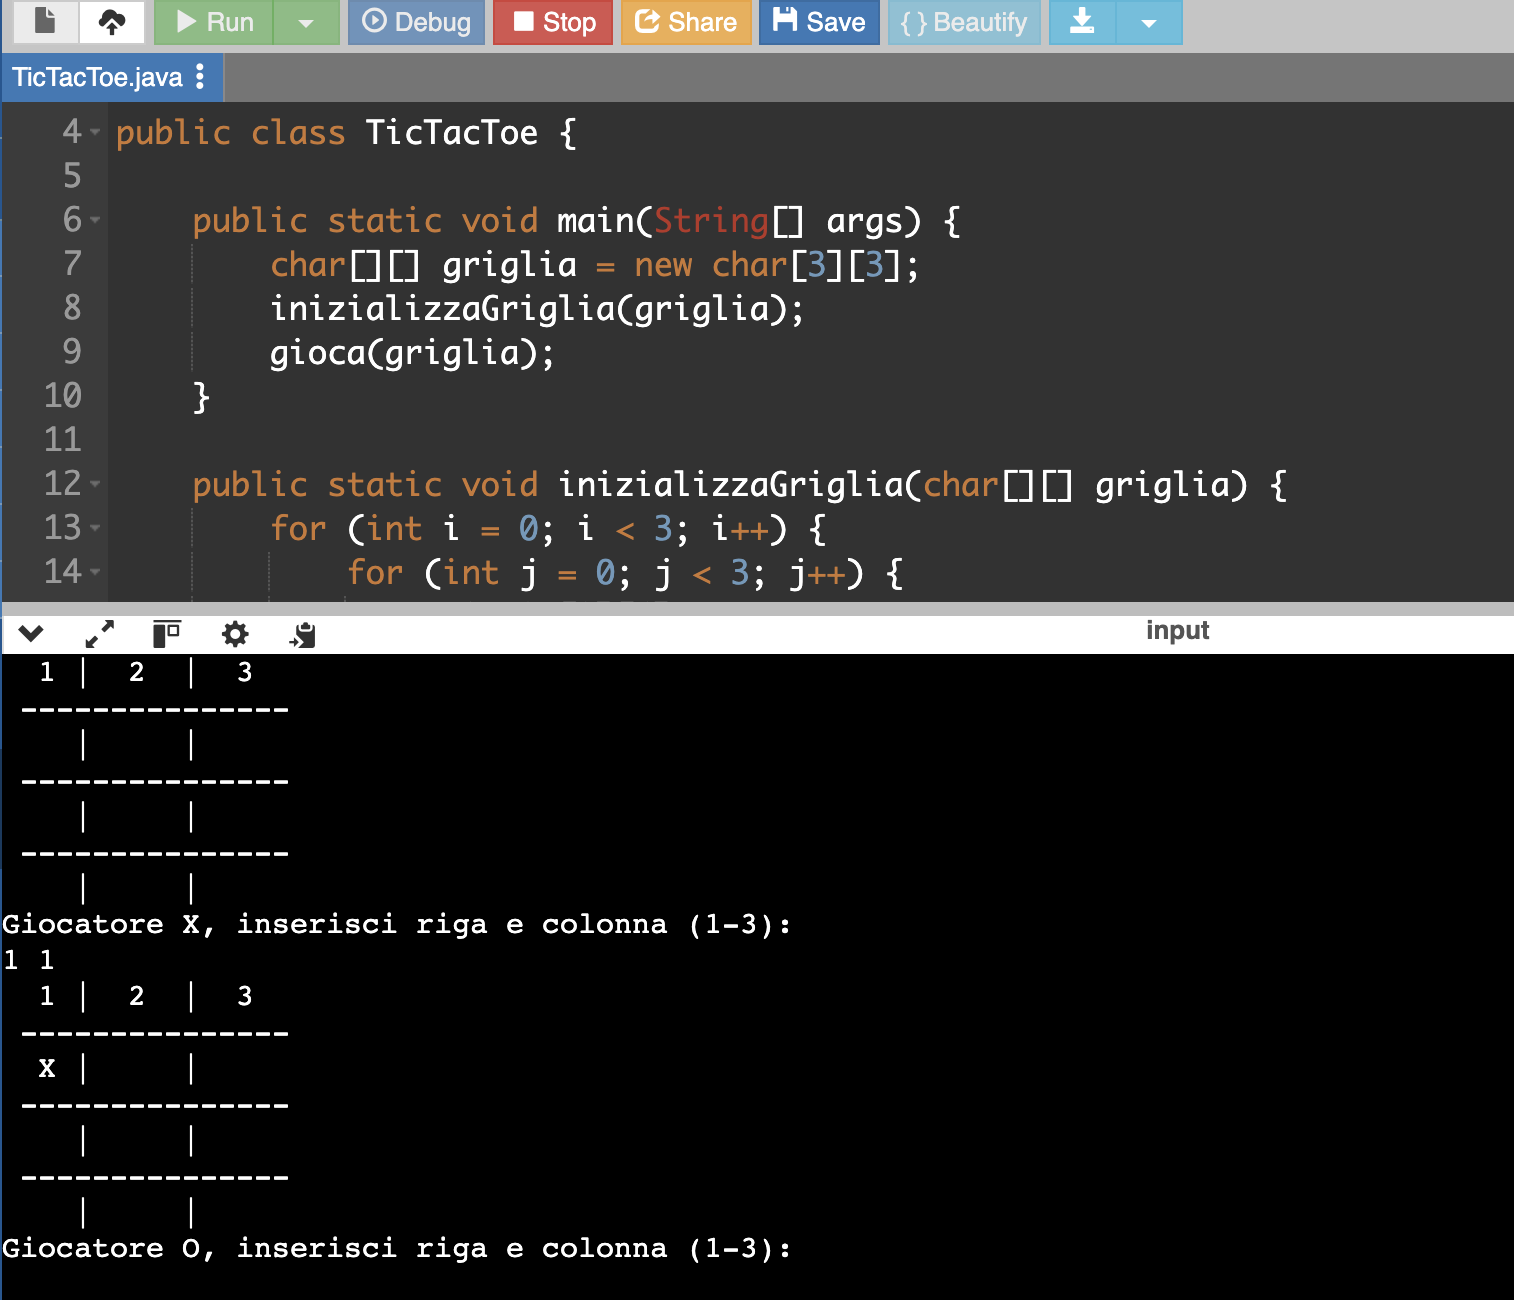 Run Debug Stop Share Save { } Beautify
TicTacToe.java
4 public class TicTacToe {
5
6 public static void main(String[] args) {
7 char[][] griglia = new char[3][3];
8 inizializzaGriglia(griglia);
9 gioca(griglia);
10 }
11
12 public static void inizializzaGriglia(char[][] griglia) {
13 for (int i = 0; i < 3; i++) {
14 for (int j = 0; j < 3; j++) {
input
1 | 2 | 3
---------------
| |
---------------
| |
---------------
| |
Giocatore X, inserisci riga e colonna (1-3):
1 1
1 | 2 | 3
---------------
X | |
---------------
| |
---------------
| |
Giocatore O, inserisci riga e colonna (1-3):